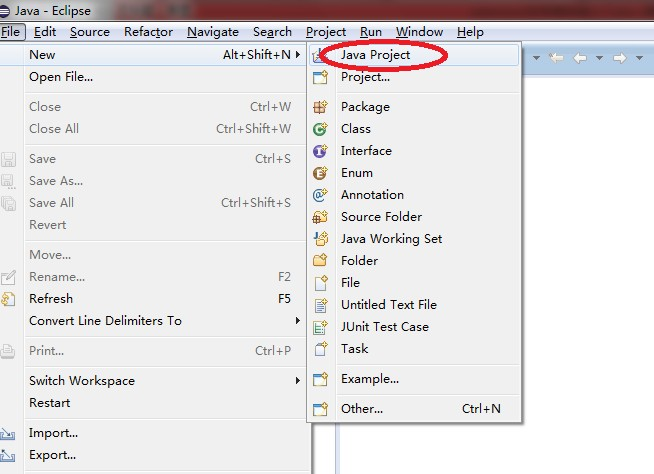 Java - Eclipse
File Edit Source Refactor Navigate Search Project Run Window Help
New Alt+Shift+N
Open File...
Close Ctrl+W
Close All Ctrl+Shift+W
Save Ctrl+S
Save As...
Save All Ctrl+Shift+S
Revert
Move...
Rename... F2
Refresh F5
Convert Line Delimiters To
Print... Ctrl+P
Switch Workspace
Restart
Import...
Export...
Java Project
Project...
Package
Class
Interface
Enum
Annotation
Source Folder
Java Working Set
Folder
File
Untitled Text File
JUnit Test Case
Task
Example...
Other... Ctrl+N